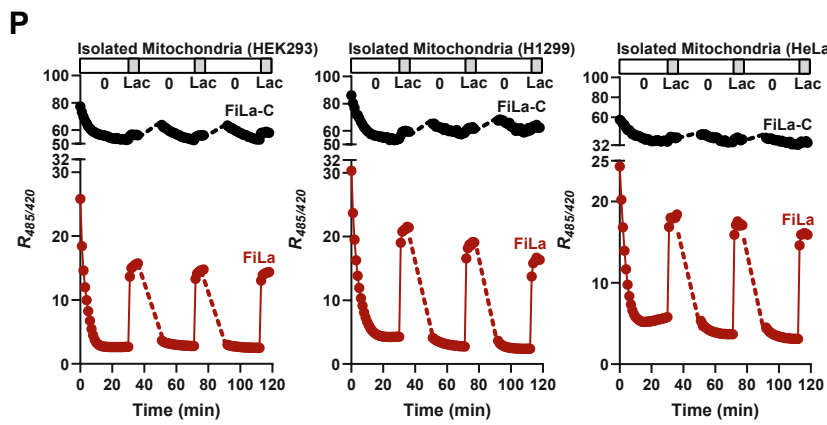 P
Isolated Mitochondria (HEK293)
0 Lac 0 Lac 0 Lac
100
80
60
50
32
30
20
10
0
FiLa-C
FiLa
R485/420
0 20 40 60 80 100 120
Time (min)
Isolated Mitochondria (H1299)
0 Lac 0 Lac 0 Lac
100
80
60
50
32
30
20
10
0
FiLa-C
FiLa
R485/420
0 20 40 60 80 100 120
Time (min)
Isolated Mitochondria (HeLa
0 Lac 0 Lac 0 Lac
100
60
32
25
20
15
10
5
0
FiLa-C
FiLa
R485/420
0 20 40 60 80 100 120
Time (min)